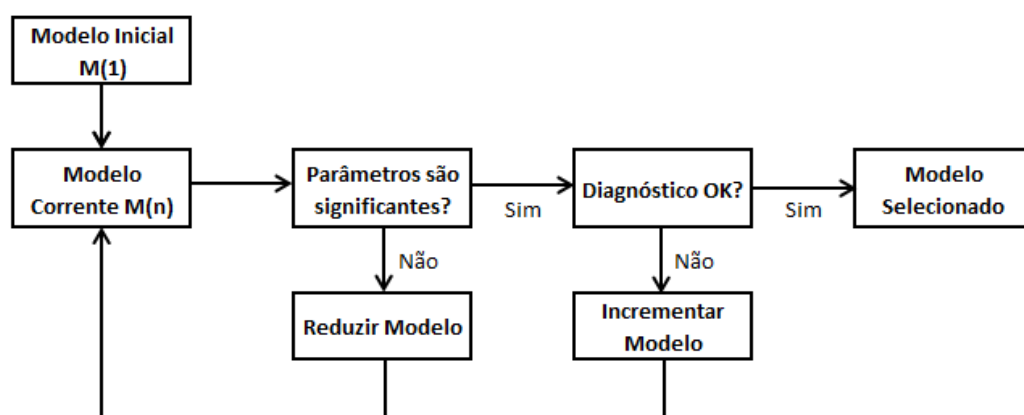 Modelo Inicial
M(1)
Modelo
Corrente M(n)
Parâmetros são
significantes?
Sim
Diagnóstico OK?
Sim
Modelo
Selecionado
Não
Não
Reduzir Modelo
Incrementar
Modelo